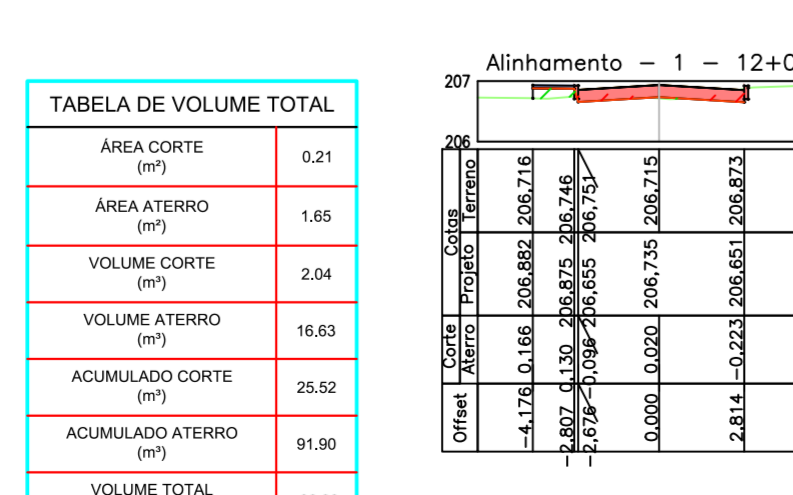 TABELA DE VOLUME TOTAL
ÁREA CORTE
(m²)
0.21
ÁREA ATERRO
(m²)
1.65
VOLUME CORTE
(m³)
2.04
VOLUME ATERRO
(m³)
16.63
ACUMULADO CORTE
(m³)
25.52
ACUMULADO ATERRO
(m³)
91.90
VOLUME TOTAL
Alinhamento - 1 - 12+0
207
206
Cotas
Terreno
206,716
206,746
206,751
206,715
206,873
Projeto
206,882
206,875
206,655
206,735
206,651
Corte
Aterro
0,166
0,130
-0,096
0,020
-0,223
Offset
-4,176
-2,807
-2,676
0,000
2,814